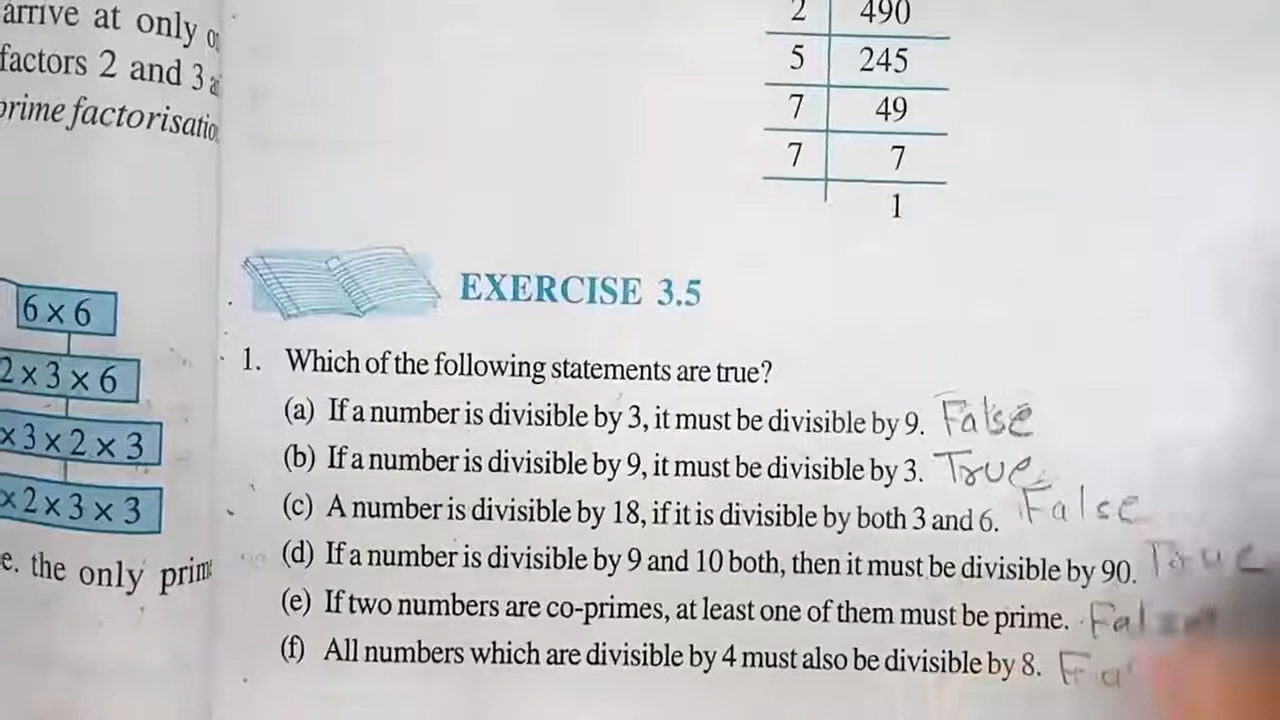 arrive at only
factors 2 and 3
prime factorisatio
6 x 6
2 x 3 x 6
x 3 x 2 x 3
x 2 x 3 x 3
e. the only prim
2 490
5 245
7 49
7 7
1
EXERCISE 3.5
1. Which of the following statements are true?
(a) If a number is divisible by 3, it must be divisible by 9. False
(b) If a number is divisible by 9, it must be divisible by 3. True
(c) A number is divisible by 18, if it is divisible by both 3 and 6. False
(d) If a number is divisible by 9 and 10 both, then it must be divisible by 90. True
(e) If two numbers are co-primes, at least one of them must be prime. Fal
(f) All numbers which are divisible by 4 must also be divisible by 8. Fa